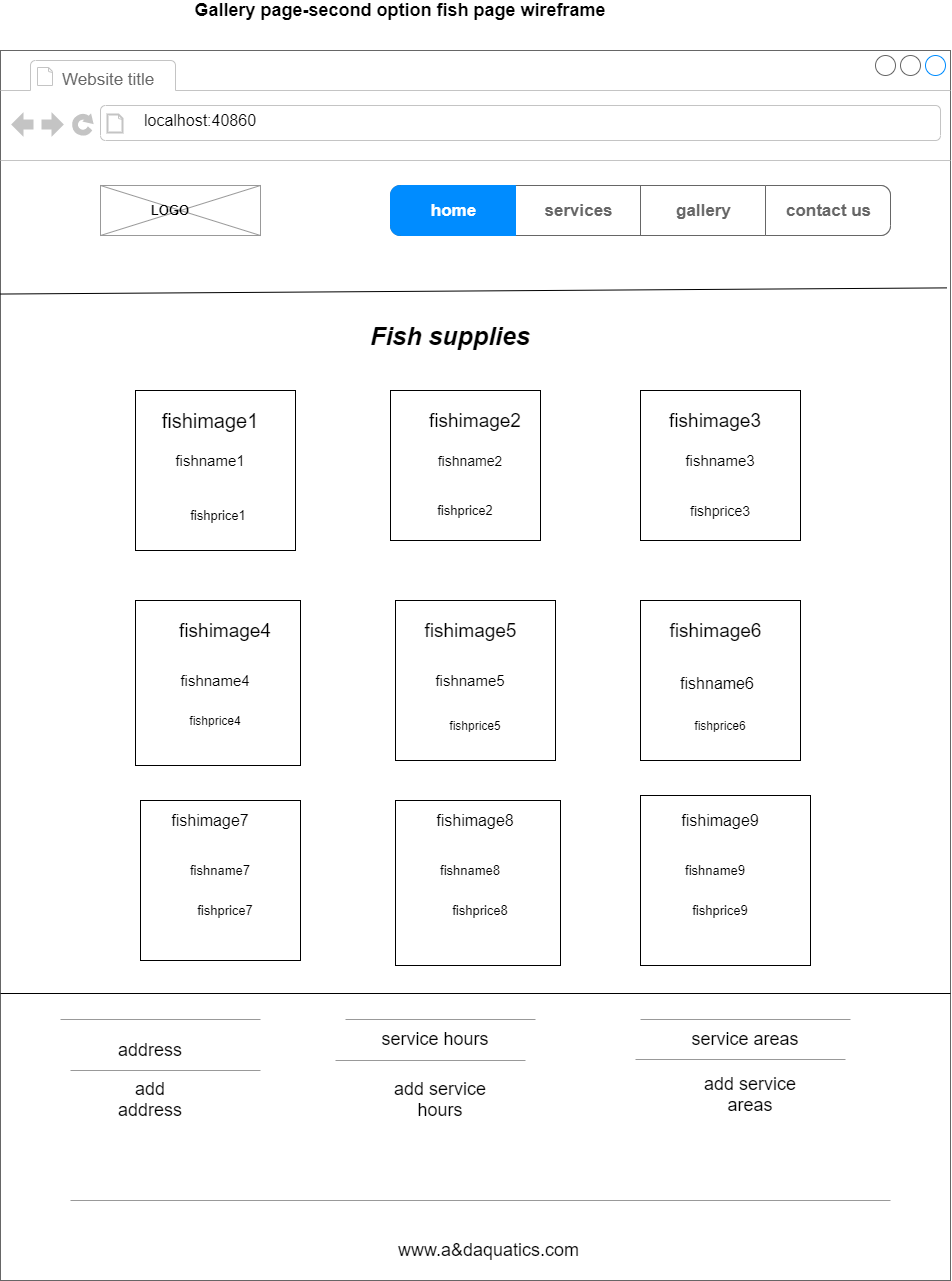 Gallery page-second option fish page wireframe
Website title
localhost:40860
LOGO
home services gallery contact us
Fish supplies
fishimage1 fishimage2 fishimage3
fishname1 fishname2 fishname3
fishprice1 fishprice2 fishprice3
fishimage4 fishimage5 fishimage6
fishname4 fishname5 fishname6
fishprice4 fishprice5 fishprice6
fishimage7 fishimage8 fishimage9
fishname7 fishname8 fishname9
fishprice7 fishprice8 fishprice9
address
add
address
service hours
add service
hours
service areas
add service
areas
www.a&daquatics.com